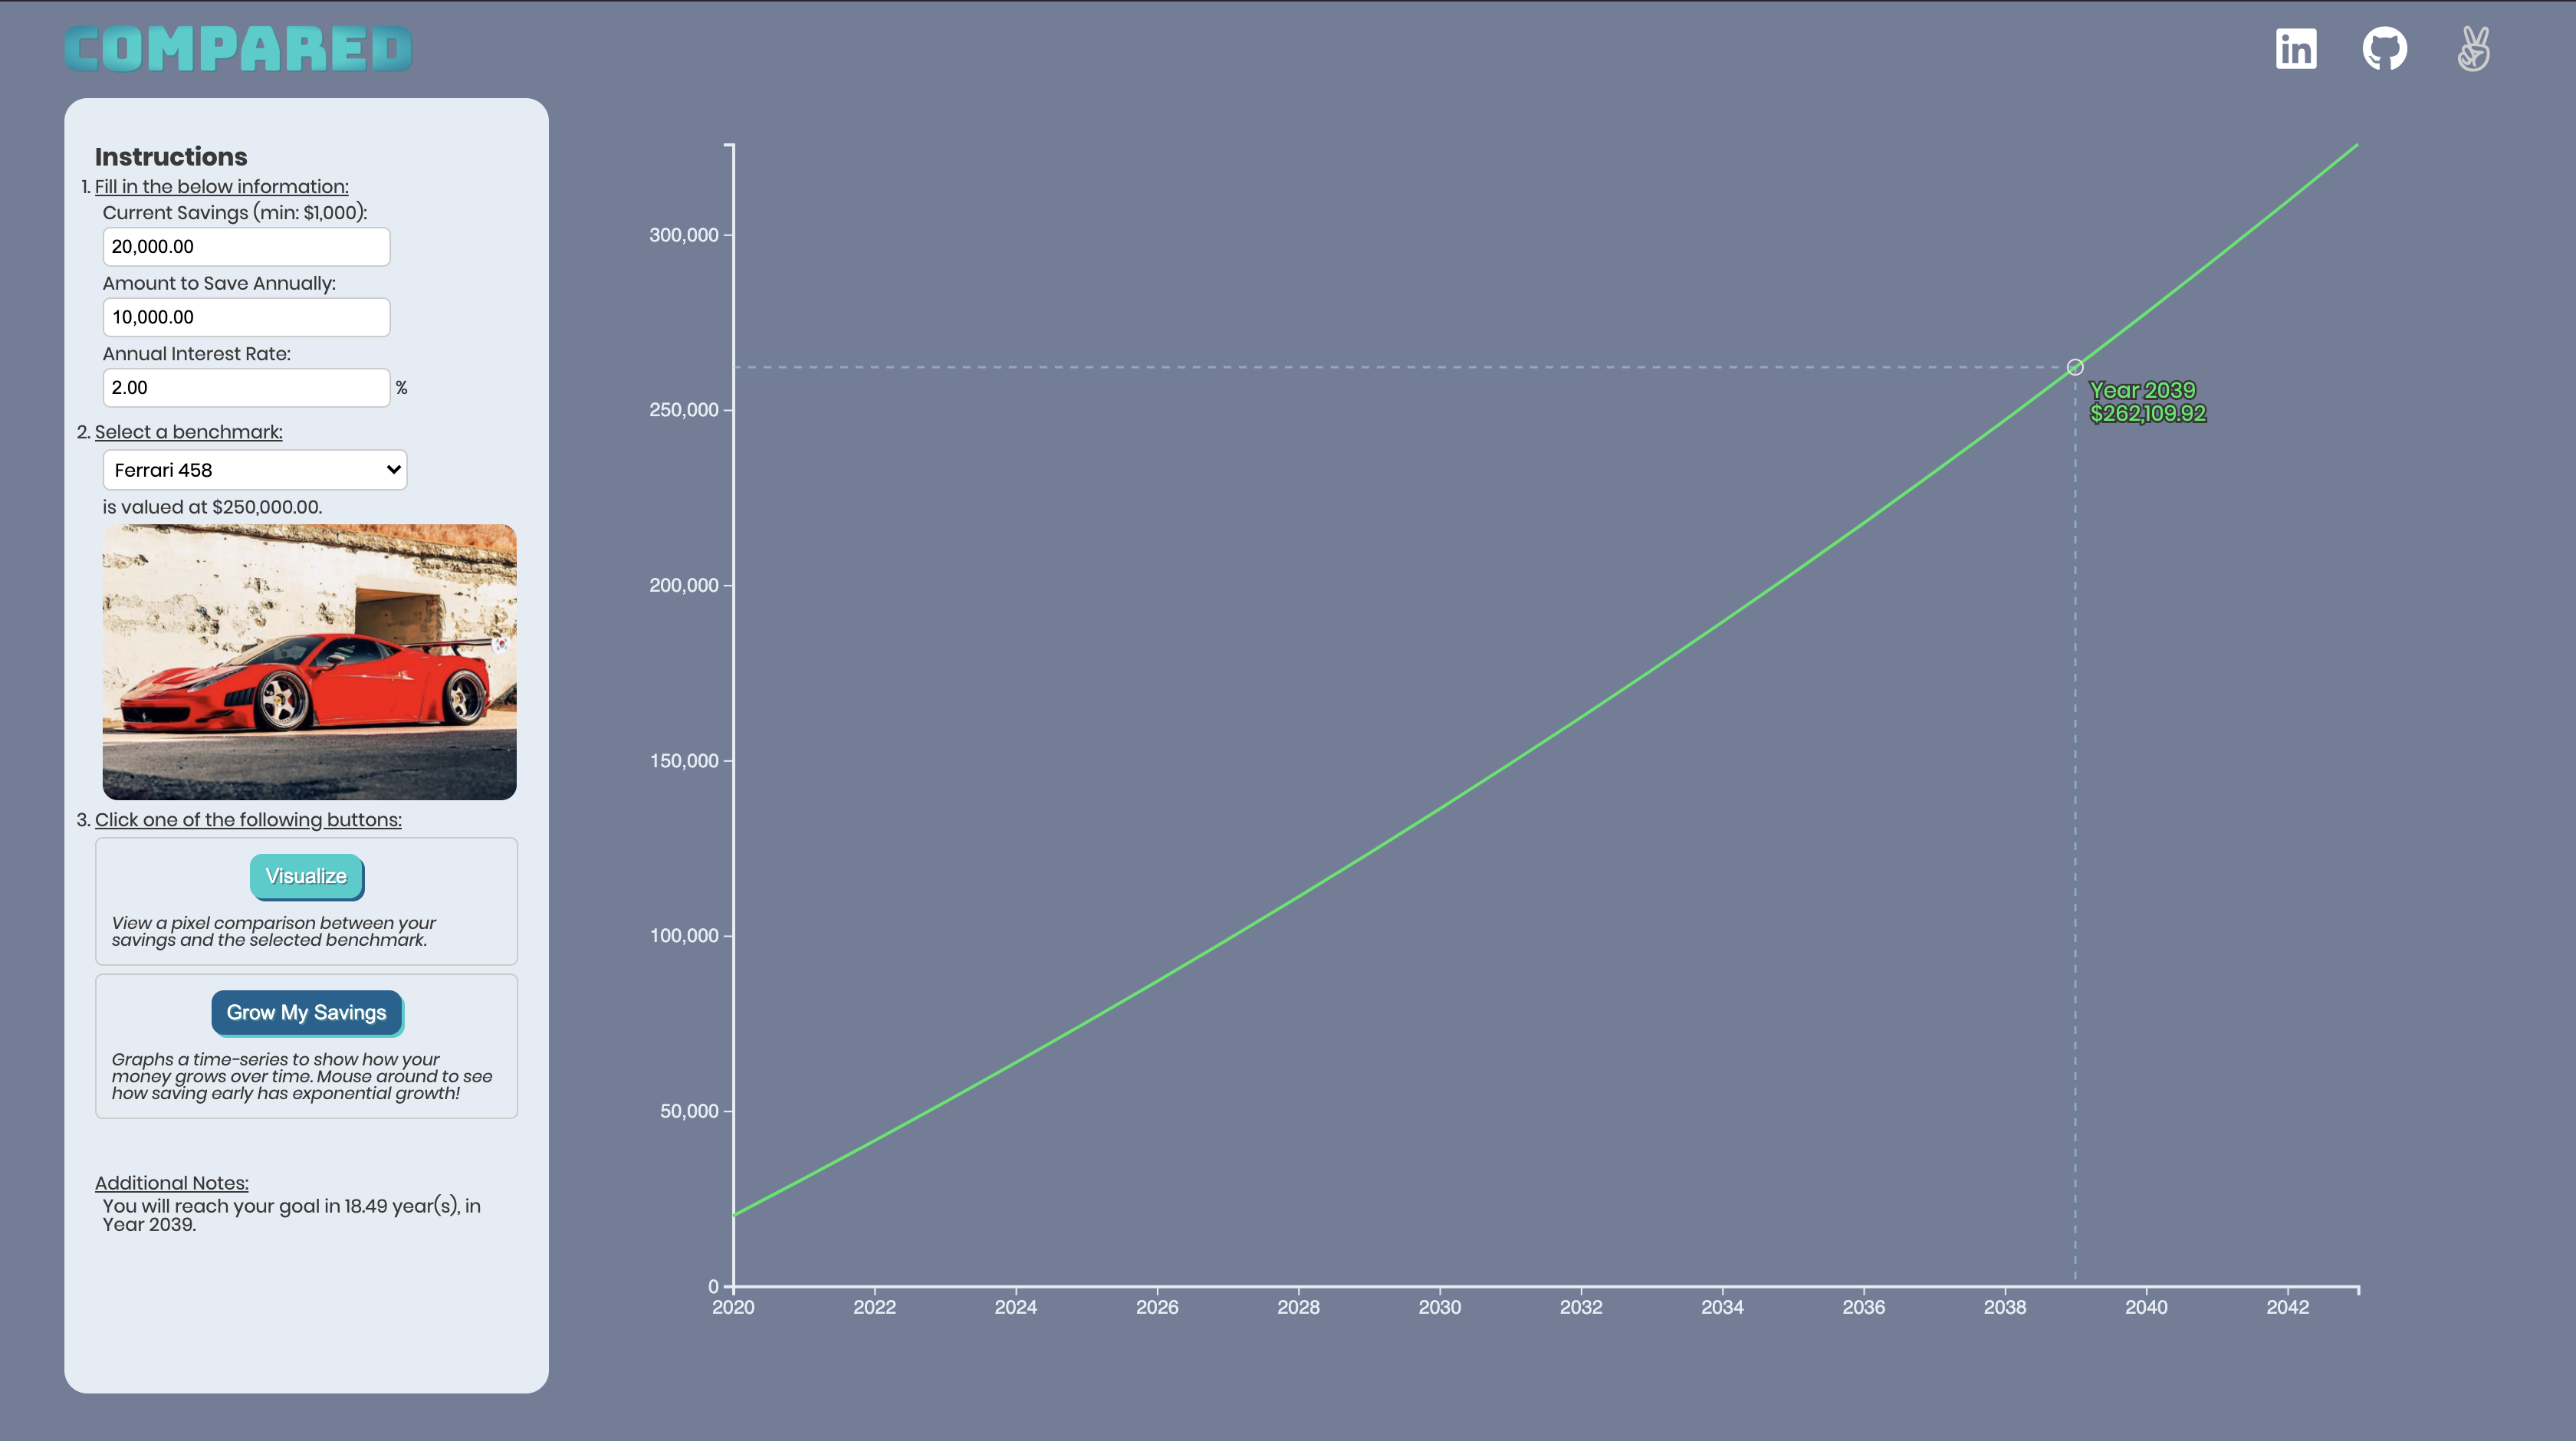 COMPARED
in
Instructions
1. Fill in the below information:
Current Savings (min: $1,000):
20,000.00
Amount to Save Annually:
10,000.00
Annual Interest Rate:
2.00 %
2. Select a benchmark:
Ferrari 458
is valued at $250,000.00.
3. Click one of the following buttons:
Visualize
View a pixel comparison between your
savings and the selected benchmark.
Grow My Savings
Graphs a time-series to show how your
money grows over time. Mouse around to see
how saving early has exponential growth!
Additional Notes:
You will reach your goal in 18.49 year(s), in
Year 2039.
300,000
250,000
200,000
150,000
100,000
50,000
0
Year 2039
$262,109.92
2020 2022 2024 2026 2028 2030 2032 2034 2036 2038 2040 2042